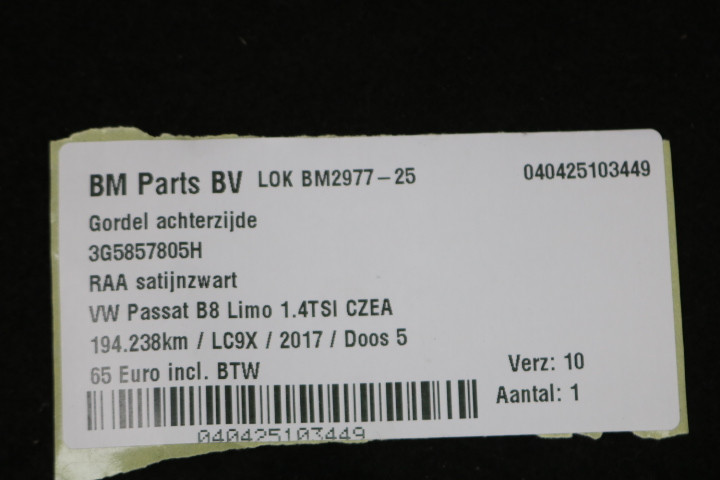 BM Parts BV LOK BM2977-25 040425103449
Gordel achterzijde
3G5857805H
RAA satijnzwart
VW Passat B8 Limo 1.4TSI CZEA
194.238km / LC9X / 2017 / Doos 5
65 Euro incl. BTW Verz: 10
Aantal: 1
040425103449